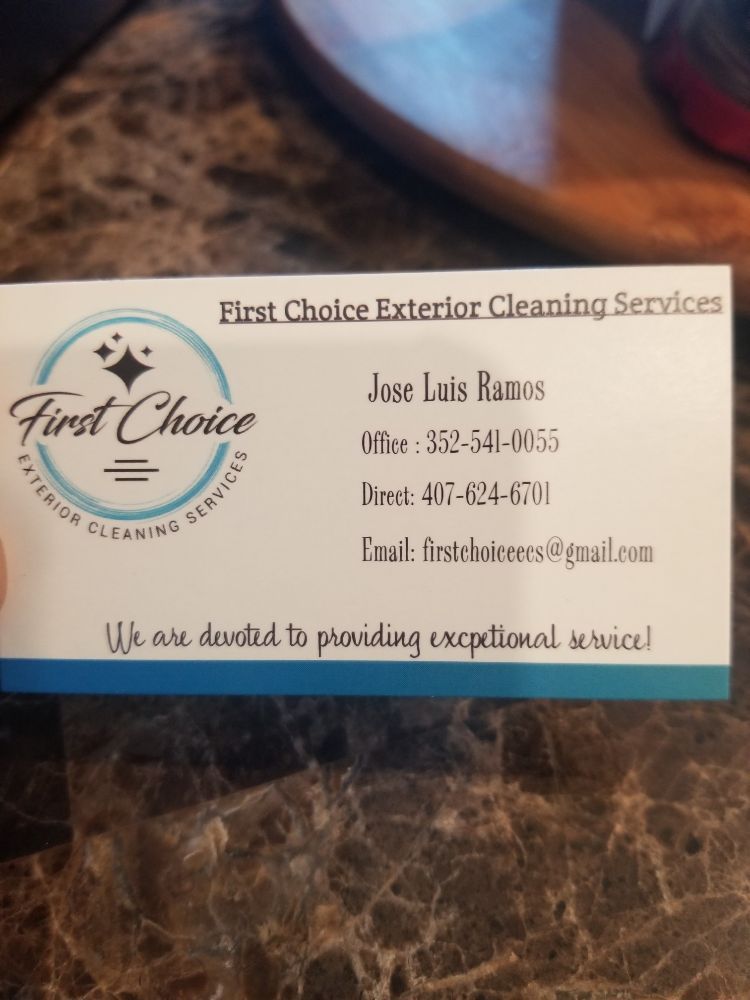 First Choice Exterior Cleaning Services
First Choice
EXTERIOR CLEANING SERVICES
Jose Luis Ramos
Office : 352-541-0055
Direct: 407-624-6701
Email: firstchoiceecs@gmail.com
We are devoted to providing excpetional service!